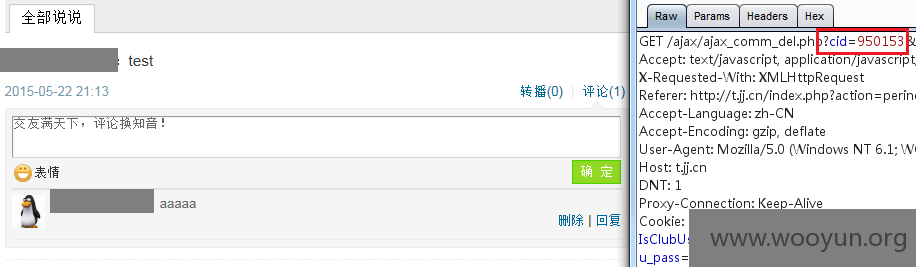 全部说说
: test
2015-05-22 21:13
转播(0) | 评论(1)
交友满天下，评论换知音！
表情
确 定
aaaaa
删除 | 回复
Raw Params Headers Hex
GET /ajax/ajax_comm_del.php?cid=950153&
Accept: text/javascript, application/javascript,
X-Requested-With: XMLHttpRequest
Referer: http://t.jj.cn/index.php?action=perine
Accept-Language: zh-CN
Accept-Encoding: gzip, deflate
User-Agent: Mozilla/5.0 (Windows NT 6.1; WO
Host: t.jj.cn
DNT: 1
Proxy-Connection: Keep-Alive
Cookie:
IsClubUs
u_pass=
www.wooyun.org